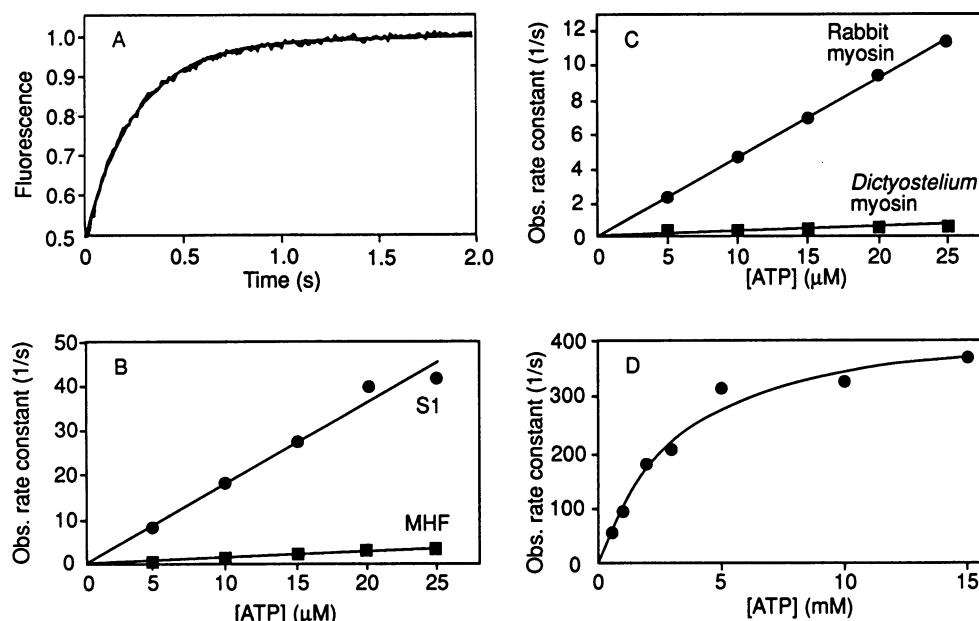 A
Fluorescence
1.0
0.9
0.8
0.7
0.6
0.5
0 0.5 1.0 1.5 2.0
Time (s)
C
Obs. rate constant (1/s)
12
10
8
6
4
2
0
Rabbit
myosin
Dictyostelium
myosin
0 5 10 15 20 25
[ATP] (μM)
B
Obs. rate constant (1/s)
50
40
30
20
10
0
S1
MHF
0 5 10 15 20 25
[ATP] (μM)
D
Obs. rate constant (1/s)
400
300
200
100
0
0 5 10 15
[ATP] (mM)